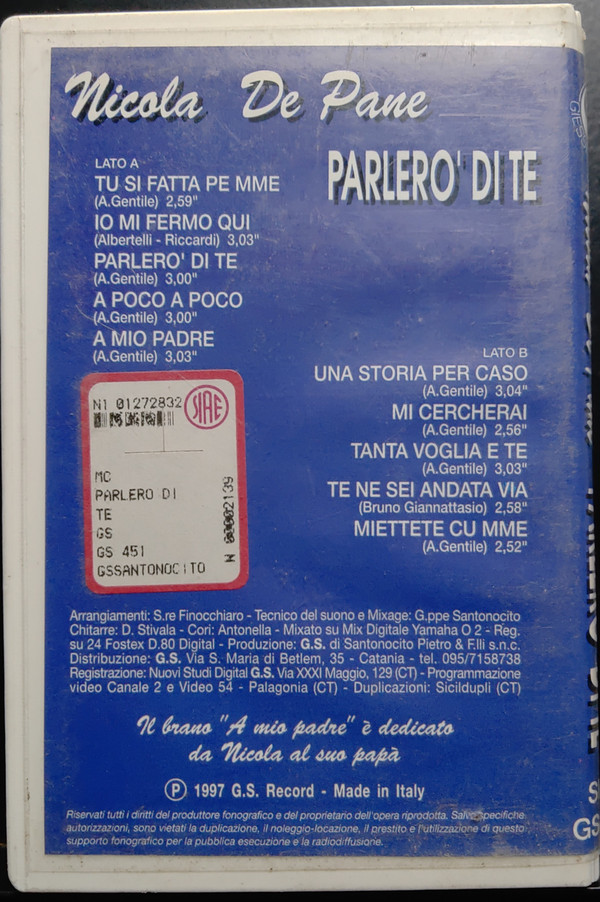 Nicola De Pane
PARLERO' DI TE
LATO A
TU SI FATTA PE MME
(A.Gentile) 2,59"
IO MI FERMO QUI
(Albertelli - Riccardi) 3,03"
PARLERO' DI TE
(A.Gentile) 3,00"
A POCO A POCO
(A.Gentile) 3,00"
A MIO PADRE
(A.Gentile) 3,03"
LATO B
UNA STORIA PER CASO
(A.Gentile) 3,04"
MI CERCHERAI
(A.Gentile) 2,56"
TANTA VOGLIA E TE
(A.Gentile) 3,03"
TE NE SEI ANDATA VIA
(Bruno Giannattasio) 2,58"
MIETTETE CU MME
(A.Gentile) 2,52"
N1 01272832 SIAE
MC
PARLERO DI
TE
GS
GS 451
GSSANTONOCITO
N 00002139
Arrangiamenti: S.re Finocchiaro - Tecnico del suono e Mixage: G.ppe Santonocito
Chitarre: D. Stivala - Cori: Antonella - Mixato su Mix Digitale Yamaha O 2 - Reg.
su 24 Fostex D.80 Digital - Produzione: G.S. di Santonocito Pietro & F.lli s.n.c.
Distribuzione: G.S. Via S. Maria di Betlem, 35 - Catania - tel. 095/7158738
Registrazione: Nuovi Studi Digital G.S. Via XXXI Maggio, 129 (CT) - Programmazione
video Canale 2 e Video 54 - Palagonia (CT) - Duplicazioni: Sicildupli (CT)
Il brano "A mio padre" è dedicato
da Nicola al suo papà
Ⓟ 1997 G.S. Record - Made in Italy
Riservati tutti i diritti del produttore fonografico e del proprietario dell'opera riprodotta. Salve specifiche
autorizzazioni, sono vietati la duplicazione, il noleggio-locazione, il prestito e l'utilizzazione di questo
supporto fonografico per la pubblica esecuzione e la radiodiffusione.